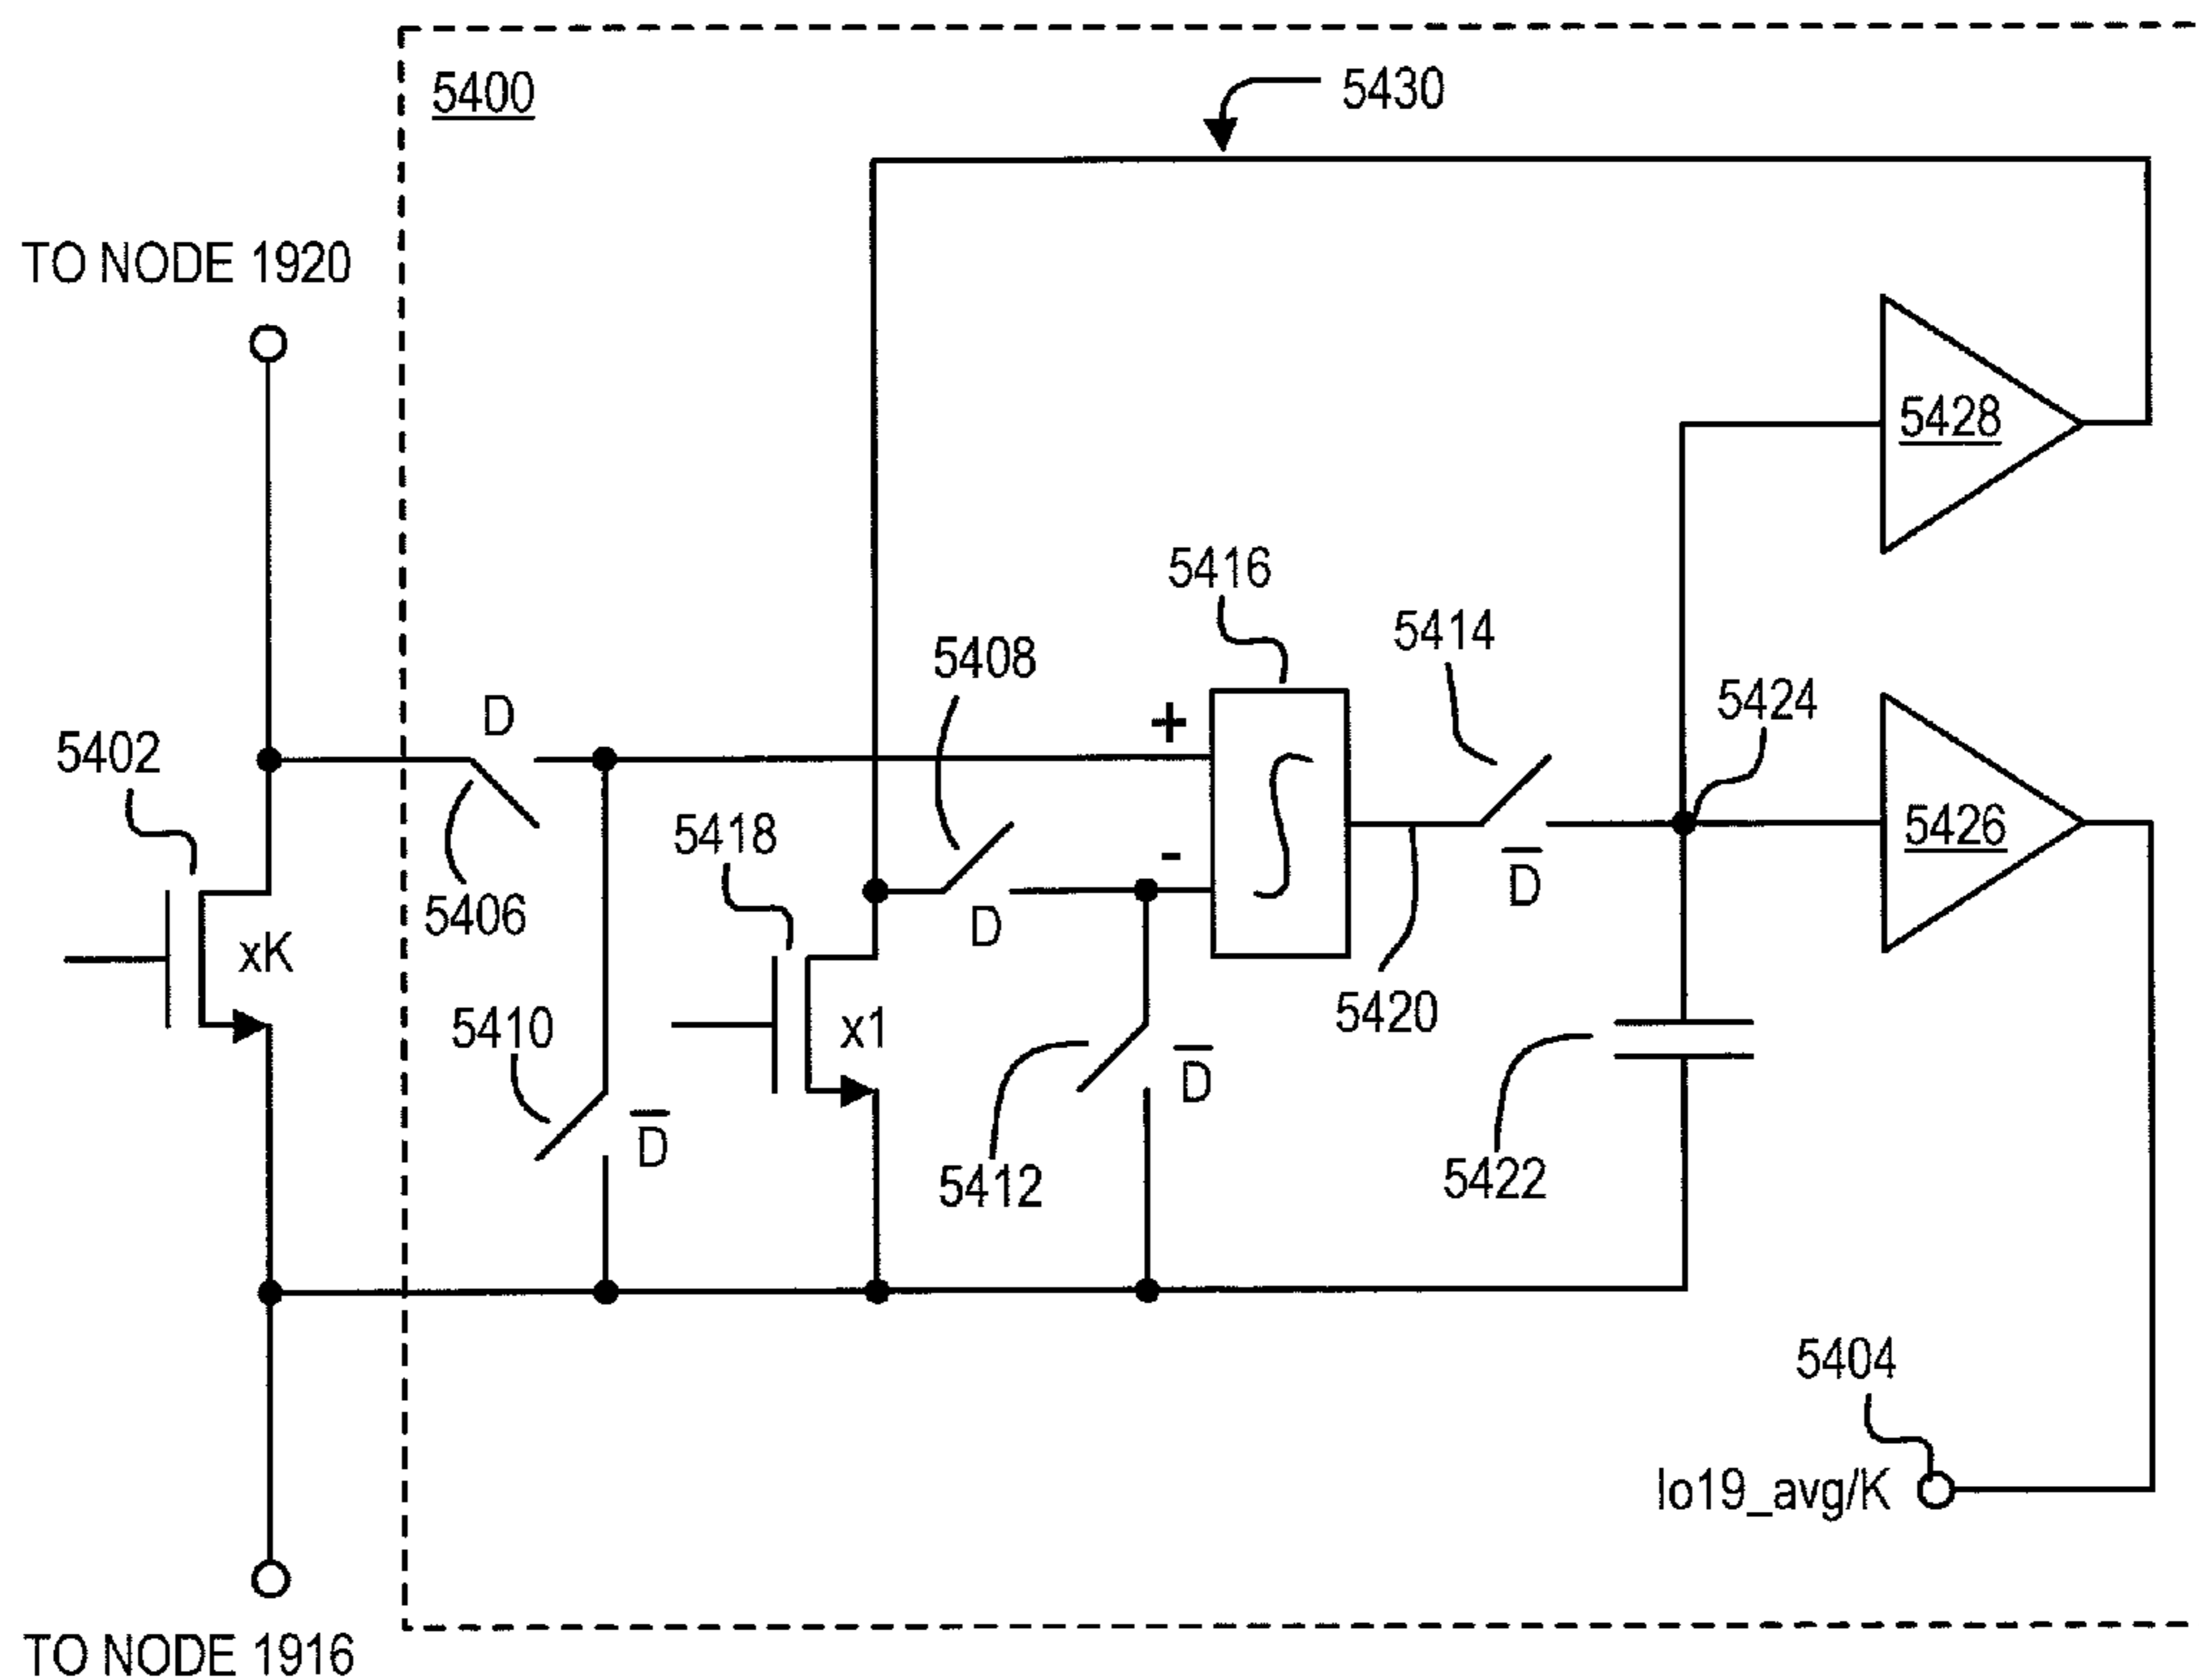 5400
5430
TO NODE 1920
5428
5416
5414
5408
5424
D
5402
+
5418
5426
-
5406
D
D̅
xK
5420
5410
x1
D̅
D̅
5412
5422
5404
Io19_avg/K
TO NODE 1916